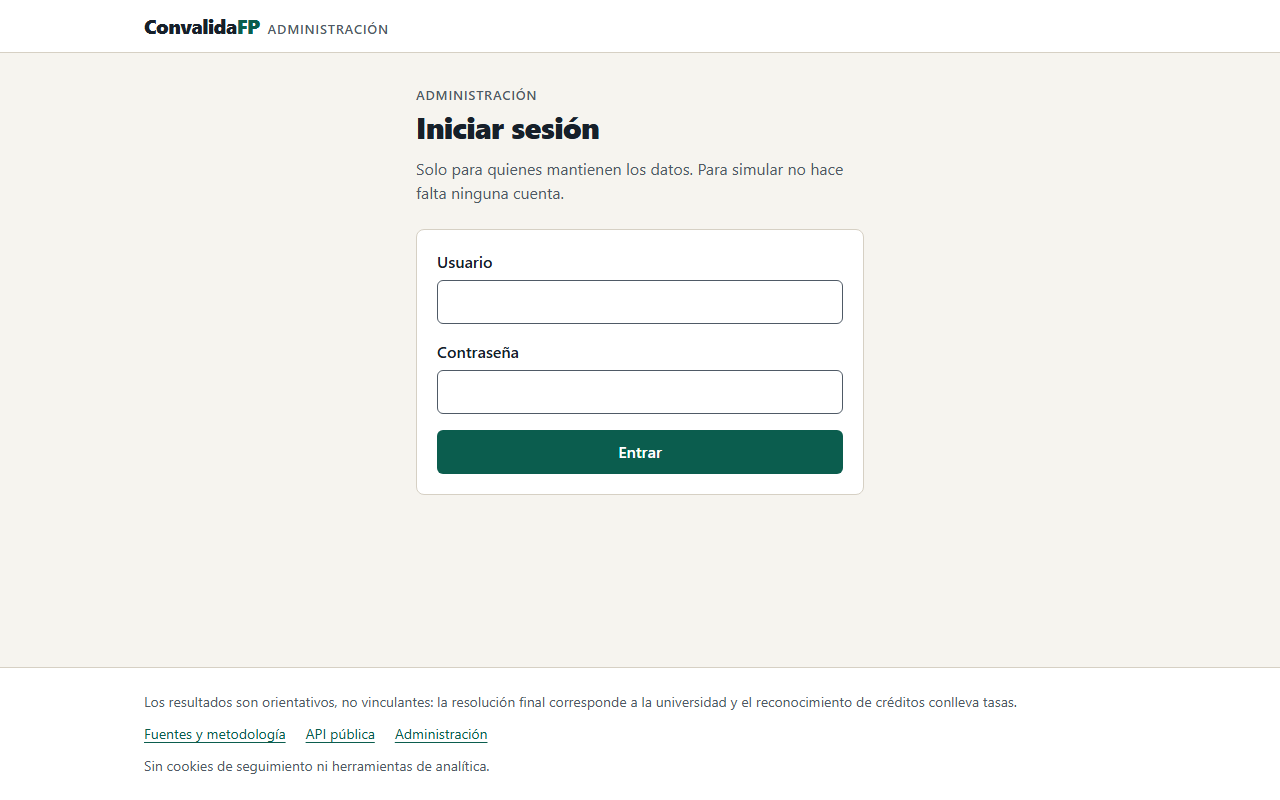 ConvalidaFP ADMINISTRACIÓN
ADMINISTRACIÓN
Iniciar sesión
Solo para quienes mantienen los datos. Para simular no hace
falta ninguna cuenta.
Usuario
Contraseña
Entrar
Los resultados son orientativos, no vinculantes: la resolución final corresponde a la universidad y el reconocimiento de créditos conlleva tasas.
Fuentes y metodología API pública Administración
Sin cookies de seguimiento ni herramientas de analítica.